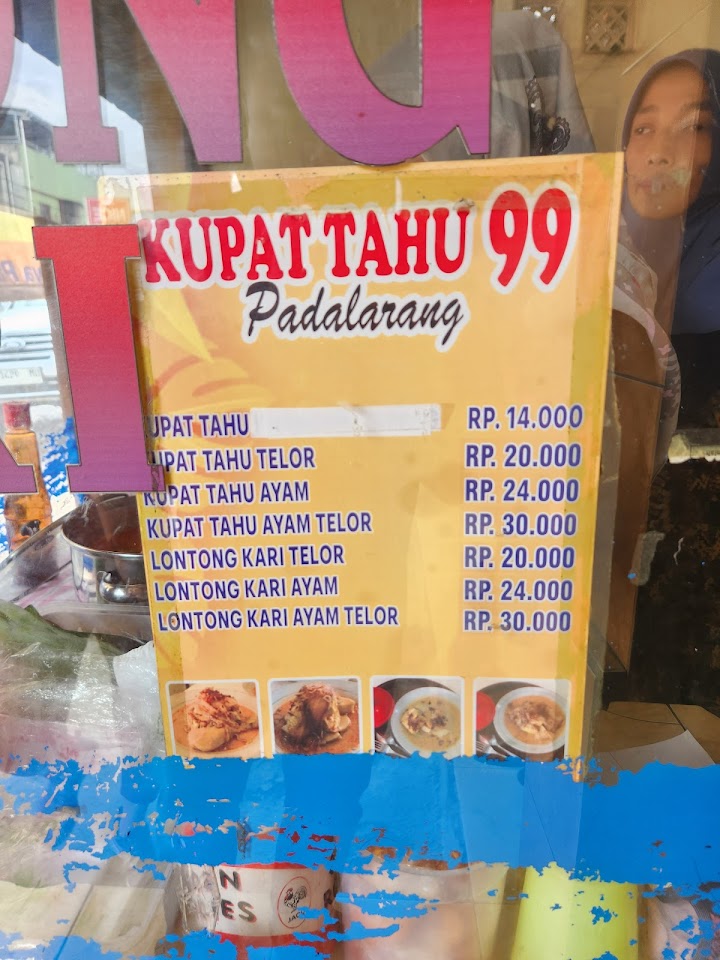 NG
I
KUPAT TAHU 99
Padalarang
UPAT TAHU RP. 14.000
UPAT TAHU TELOR RP. 20.000
KUPAT TAHU AYAM RP. 24.000
KUPAT TAHU AYAM TELOR RP. 30.000
LONTONG KARI TELOR RP. 20.000
LONTONG KARI AYAM RP. 24.000
LONTONG KARI AYAM TELOR RP. 30.000
N
ES